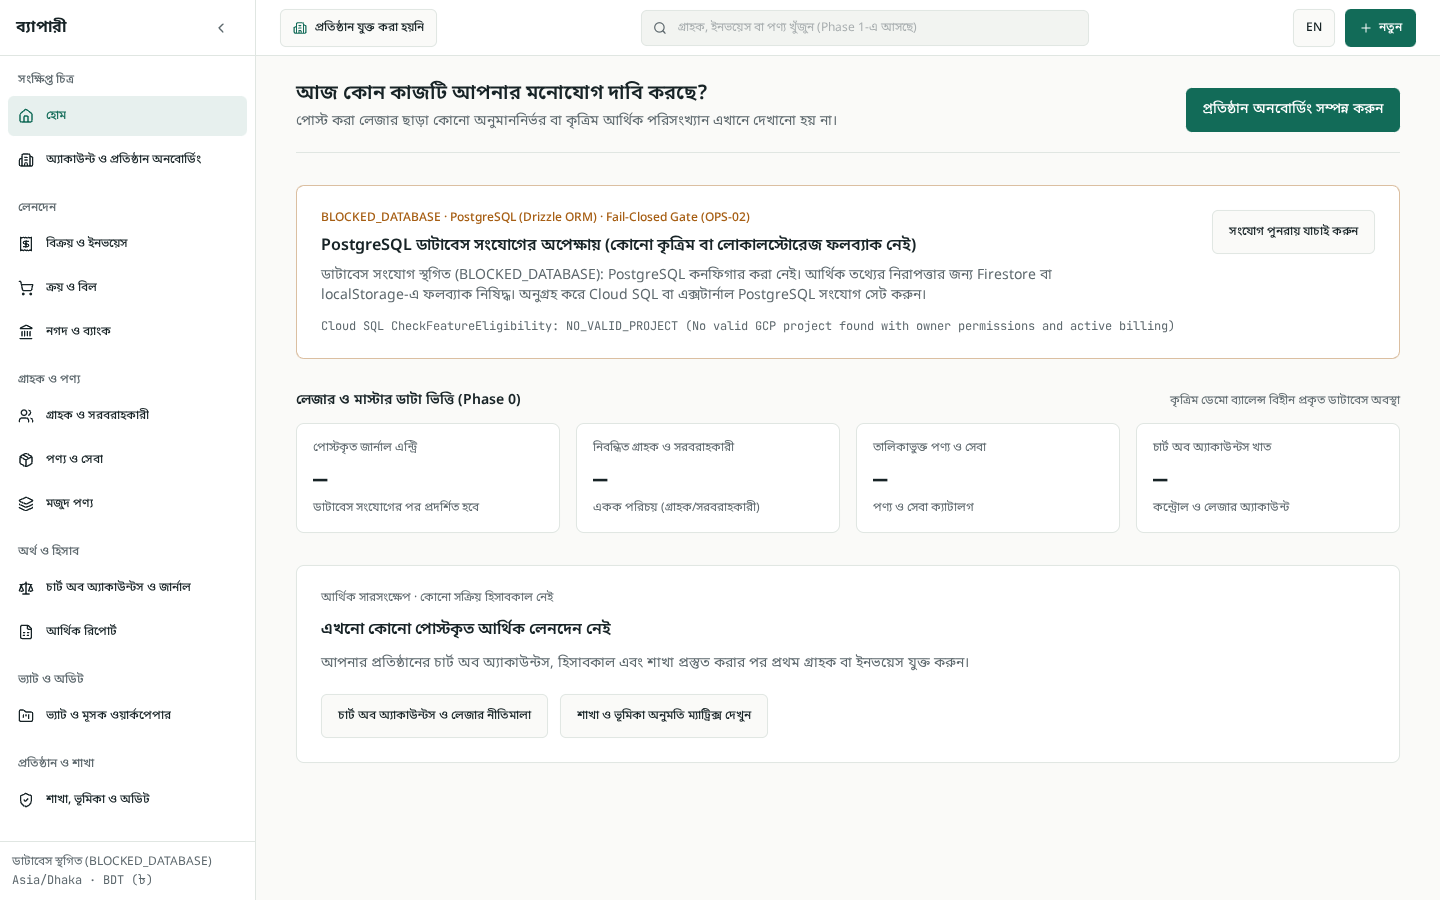 ব্যাপারী
প্রতিষ্ঠান যুক্ত করা হয়নি
গ্রাহক, ইনভয়েস বা পণ্য খুঁজুন (Phase 1-এ আসছে)
EN
নতুন
সংক্ষিপ্ত চিত্র
হোম
অ্যাকাউন্ট ও প্রতিষ্ঠান অনবোর্ডিং
লেনদেন
বিক্রয় ও ইনভয়েস
ক্রয় ও বিল
নগদ ও ব্যাংক
গ্রাহক ও পণ্য
গ্রাহক ও সরবরাহকারী
পণ্য ও সেবা
মজুদ পণ্য
অর্থ ও হিসাব
চার্ট অব অ্যাকাউন্টস ও জার্নাল
আর্থিক রিপোর্ট
ভ্যাট ও অডিট
ভ্যাট ও মূসক ওয়ার্কপেপার
প্রতিষ্ঠান ও শাখা
শাখা, ভূমিকা ও অডিট
ডাটাবেস স্থগিত (BLOCKED_DATABASE)
Asia/Dhaka · BDT (৳)
আজ কোন কাজটি আপনার মনোযোগ দাবি করছে?
পোস্ট করা লেজার ছাড়া কোনো অনুমাননির্ভর বা কৃত্রিম আর্থিক পরিসংখ্যান এখানে দেখানো হয় না।
প্রতিষ্ঠান অনবোর্ডিং সম্পন্ন করুন
BLOCKED_DATABASE · PostgreSQL (Drizzle ORM) · Fail-Closed Gate (OPS-02)
PostgreSQL ডাটাবেস সংযোগের অপেক্ষায় (কোনো কৃত্রিম বা লোকালস্টোরেজ ফলব্যাক নেই)
ডাটাবেস সংযোগ স্থগিত (BLOCKED_DATABASE): PostgreSQL কনফিগার করা নেই। আর্থিক তথ্যের নিরাপত্তার জন্য Firestore বা
localStorage-এ ফলব্যাক নিষিদ্ধ। অনুগ্রহ করে Cloud SQL বা এক্সটার্নাল PostgreSQL সংযোগ সেট করুন।
Cloud SQL CheckFeatureEligibility: NO_VALID_PROJECT (No valid GCP project found with owner permissions and active billing)
সংযোগ পুনরায় যাচাই করুন
লেজার ও মাস্টার ডাটা ভিত্তি (Phase 0)
কৃত্রিম ডেমো ব্যালেন্স বিহীন প্রকৃত ডাটাবেস অবস্থা
পোস্টকৃত জার্নাল এন্ট্রি
—
ডাটাবেস সংযোগের পর প্রদর্শিত হবে
নিবন্ধিত গ্রাহক ও সরবরাহকারী
—
একক পরিচয় (গ্রাহক/সরবরাহকারী)
তালিকাভুক্ত পণ্য ও সেবা
—
পণ্য ও সেবা ক্যাটালগ
চার্ট অব অ্যাকাউন্টস খাত
—
কন্ট্রোল ও লেজার অ্যাকাউন্ট
আর্থিক সারসংক্ষেপ · কোনো সক্রিয় হিসাবকাল নেই
এখনো কোনো পোস্টকৃত আর্থিক লেনদেন নেই
আপনার প্রতিষ্ঠানের চার্ট অব অ্যাকাউন্টস, হিসাবকাল এবং শাখা প্রস্তুত করার পর প্রথম গ্রাহক বা ইনভয়েস যুক্ত করুন।
চার্ট অব অ্যাকাউন্টস ও লেজার নীতিমালা
শাখা ও ভূমিকা অনুমতি ম্যাট্রিক্স দেখুন